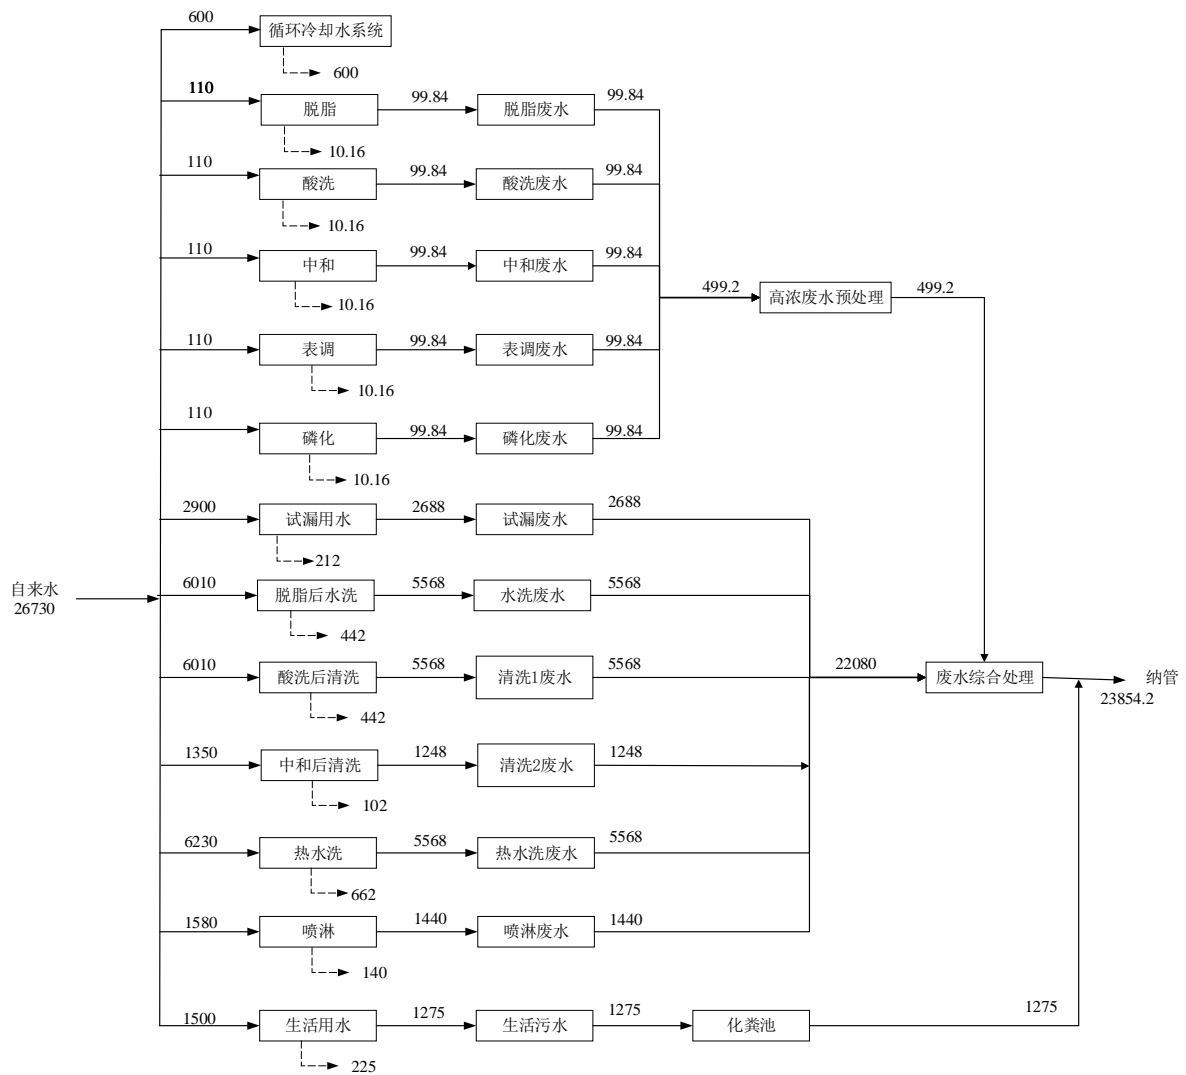 600
循环冷却水系统
600
110
脱脂
99.84
脱脂废水
99.84
10.16
110
酸洗
99.84
酸洗废水
99.84
10.16
110
中和
99.84
中和废水
99.84
10.16
499.2
高浓废水预处理
499.2
110
表调
99.84
表调废水
99.84
10.16
110
磷化
99.84
磷化废水
99.84
10.16
2900
试漏用水
2688
试漏废水
2688
212
自来水
26730
6010
脱脂后水洗
5568
水洗废水
5568
442
6010
酸洗后清洗
5568
清洗1废水
5568
442
22080
废水综合处理
纳管
23854.2
1350
中和后清洗
1248
清洗2废水
1248
102
6230
热水洗
5568
热水洗废水
5568
662
1580
喷淋
1440
喷淋废水
1440
140
1500
生活用水
1275
生活污水
1275
化粪池
1275
225